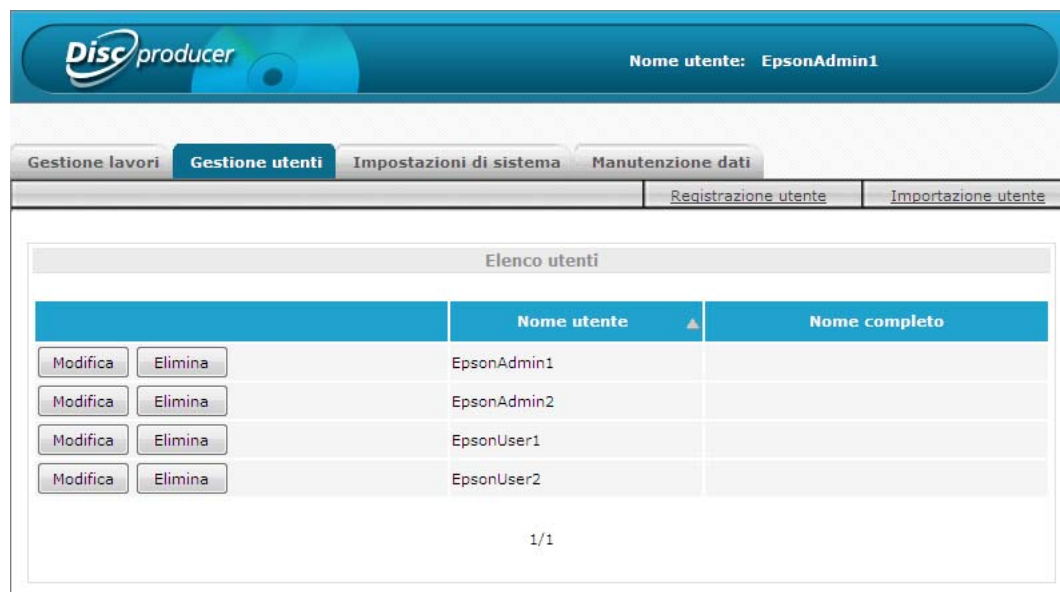 Disc producer
Nome utente: EpsonAdmin1
Gestione lavori Gestione utenti Impostazioni di sistema Manutenzione dati
Registrazione utente Importazione utente
Elenco utenti
Nome utente Nome completo
Modifica Elimina EpsonAdmin1
Modifica Elimina EpsonAdmin2
Modifica Elimina EpsonUser1
Modifica Elimina EpsonUser2
1/1